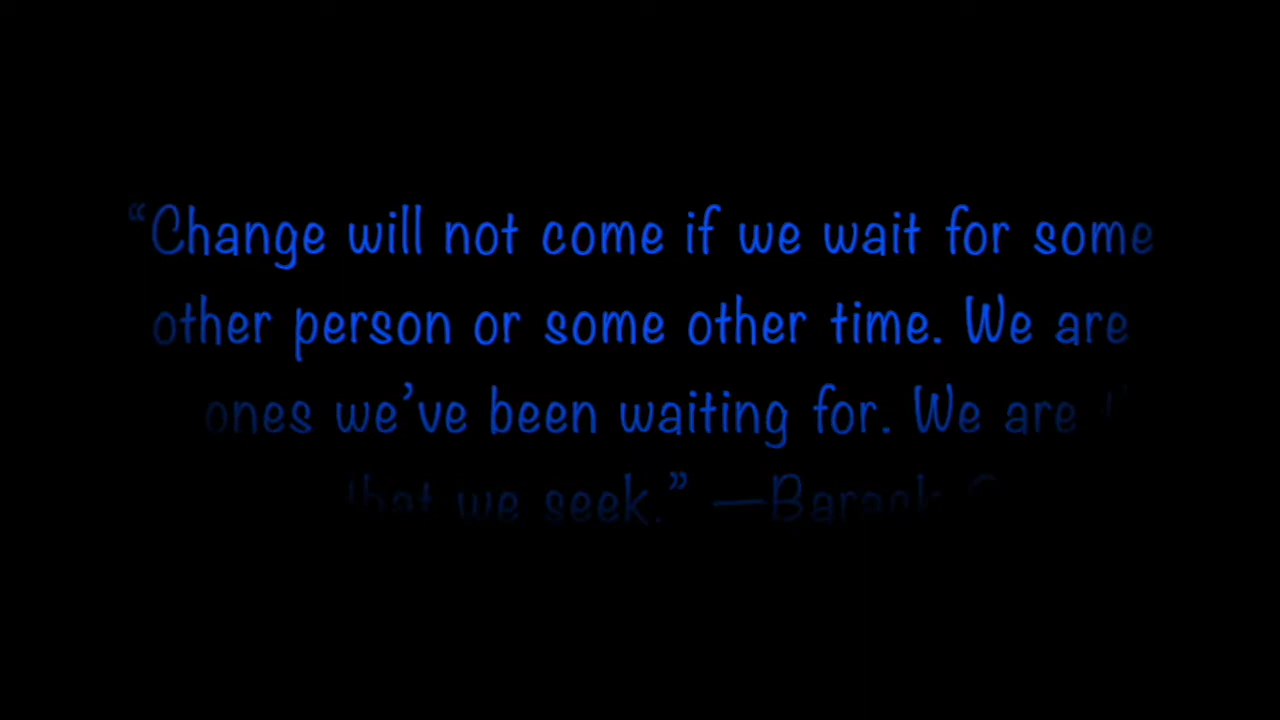 “Change will not come if we wait for some
other person or some other time. We are
ones we’ve been waiting for. We are
that we seek.” —Barack